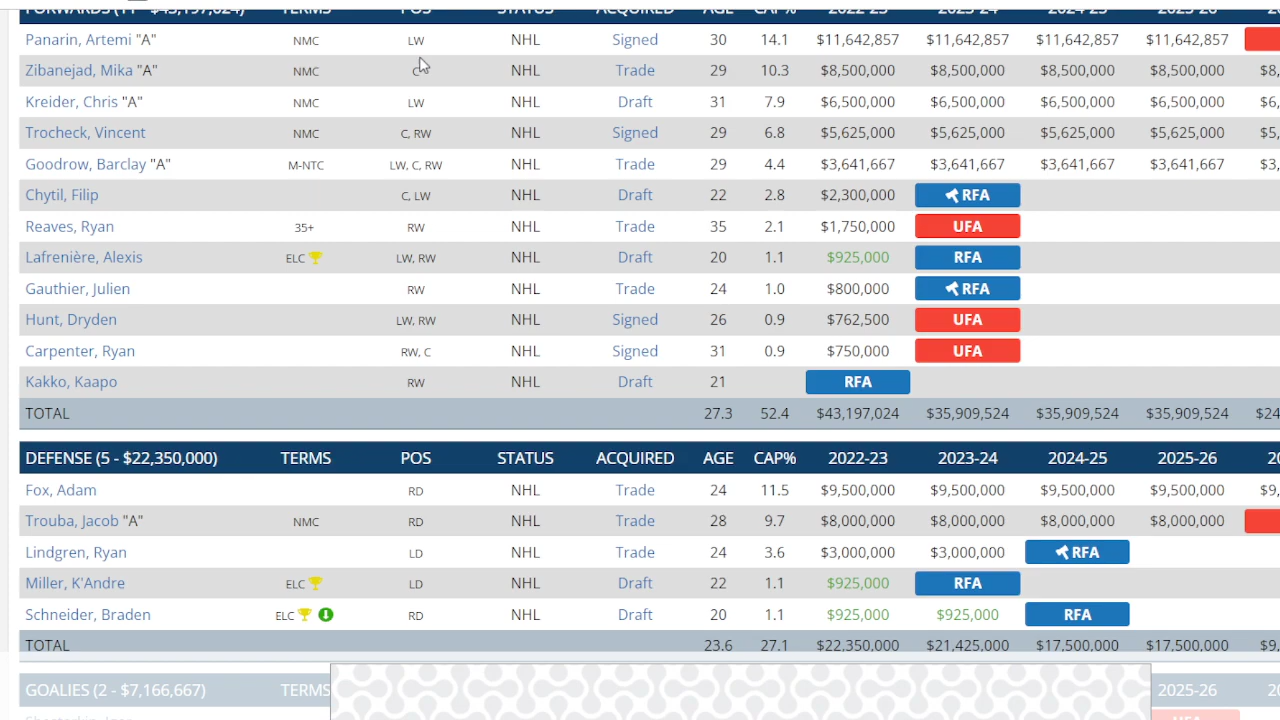 FORWARDS (11 - $43,197,024) TERMS POS STATUS ACQUIRED AGE CAP% 2022-23 2023-24 2024-25 2025-26
Panarin, Artemi "A" NMC LW NHL Signed 30 14.1 $11,642,857 $11,642,857 $11,642,857 $11,642,857
Zibanejad, Mika "A" NMC C NHL Trade 29 10.3 $8,500,000 $8,500,000 $8,500,000 $8,500,000 $8,
Kreider, Chris "A" NMC LW NHL Draft 31 7.9 $6,500,000 $6,500,000 $6,500,000 $6,500,000 $6,
Trocheck, Vincent NMC C, RW NHL Signed 29 6.8 $5,625,000 $5,625,000 $5,625,000 $5,625,000 $5,
Goodrow, Barclay "A" M-NTC LW, C, RW NHL Trade 29 4.4 $3,641,667 $3,641,667 $3,641,667 $3,641,667 $3,
Chytil, Filip C, LW NHL Draft 22 2.8 $2,300,000 RFA
Reaves, Ryan 35+ RW NHL Trade 35 2.1 $1,750,000 UFA
Lafrenière, Alexis ELC LW, RW NHL Draft 20 1.1 $925,000 RFA
Gauthier, Julien RW NHL Trade 24 1.0 $800,000 RFA
Hunt, Dryden LW, RW NHL Signed 26 0.9 $762,500 UFA
Carpenter, Ryan RW, C NHL Signed 31 0.9 $750,000 UFA
Kakko, Kaapo RW NHL Draft 21 RFA
TOTAL 27.3 52.4 $43,197,024 $35,909,524 $35,909,524 $35,909,524 $24
DEFENSE (5 - $22,350,000) TERMS POS STATUS ACQUIRED AGE CAP% 2022-23 2023-24 2024-25 2025-26 20
Fox, Adam RD NHL Trade 24 11.5 $9,500,000 $9,500,000 $9,500,000 $9,500,000 $9,
Trouba, Jacob "A" NMC RD NHL Trade 28 9.7 $8,000,000 $8,000,000 $8,000,000 $8,000,000
Lindgren, Ryan LD NHL Trade 24 3.6 $3,000,000 $3,000,000 RFA
Miller, K'Andre ELC LD NHL Draft 22 1.1 $925,000 RFA
Schneider, Braden ELC RD NHL Draft 20 1.1 $925,000 $925,000 RFA
TOTAL 23.6 27.1 $22,350,000 $21,425,000 $17,500,000 $17,500,000 $9,
GOALIES (2 - $7,166,667) TERMS 2025-26 20